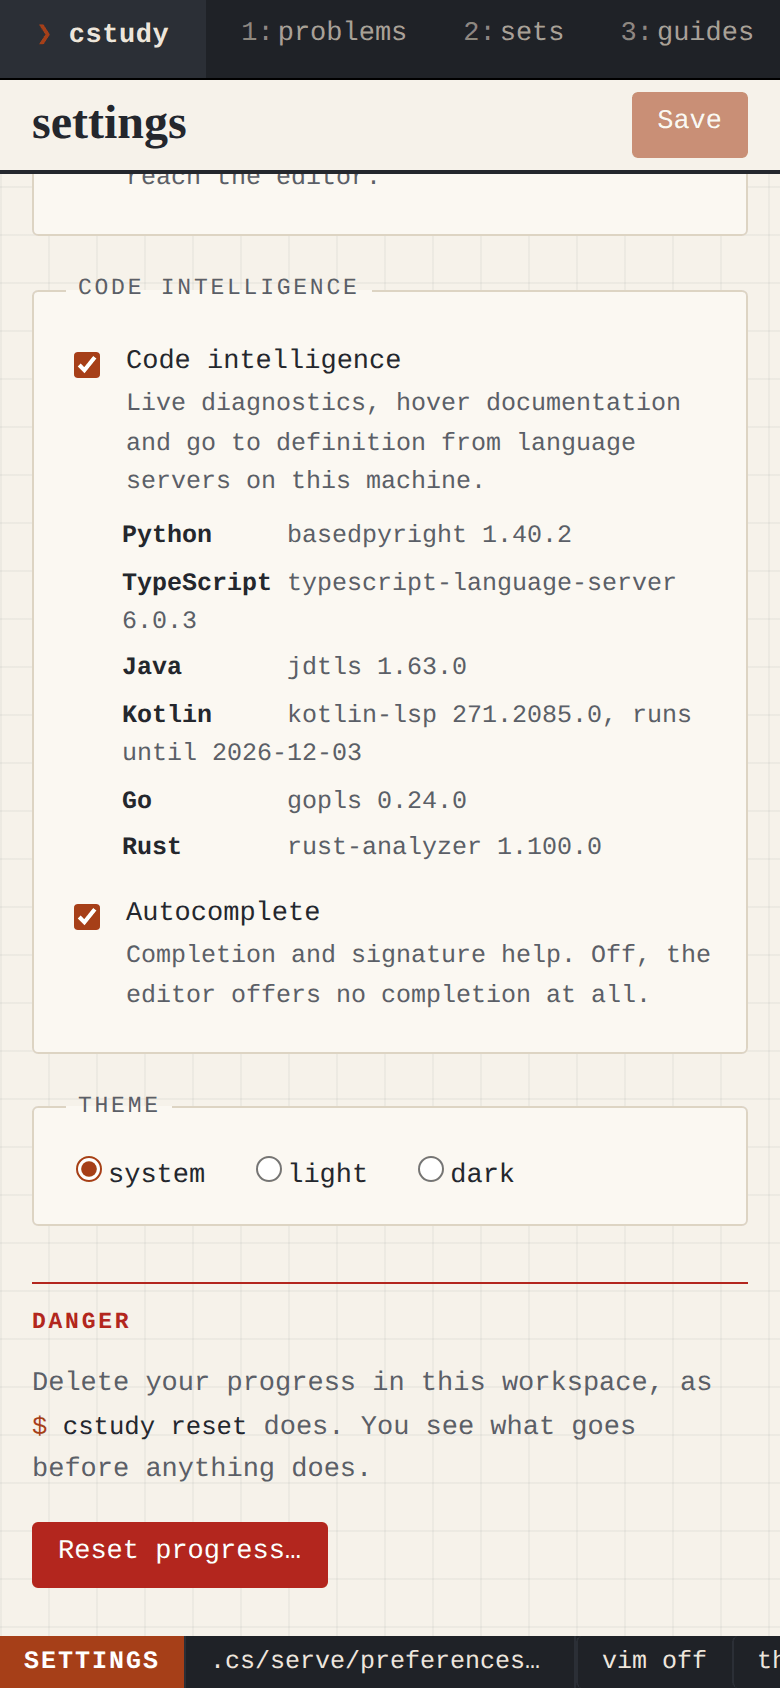 ❯ cstudy 1:problems 2:sets 3:guides
settings Save
reach the editor.
CODE INTELLIGENCE
Code intelligence
Live diagnostics, hover documentation
and go to definition from language
servers on this machine.
Python basedpyright 1.40.2
TypeScript typescript-language-server
6.0.3
Java jdtls 1.63.0
Kotlin kotlin-lsp 271.2085.0, runs
until 2026-12-03
Go gopls 0.24.0
Rust rust-analyzer 1.100.0
Autocomplete
Completion and signature help. Off, the
editor offers no completion at all.
THEME
system light dark
DANGER
Delete your progress in this workspace, as
$ cstudy reset does. You see what goes
before anything does.
Reset progress…
SETTINGS .cs/serve/preferences… vim off th